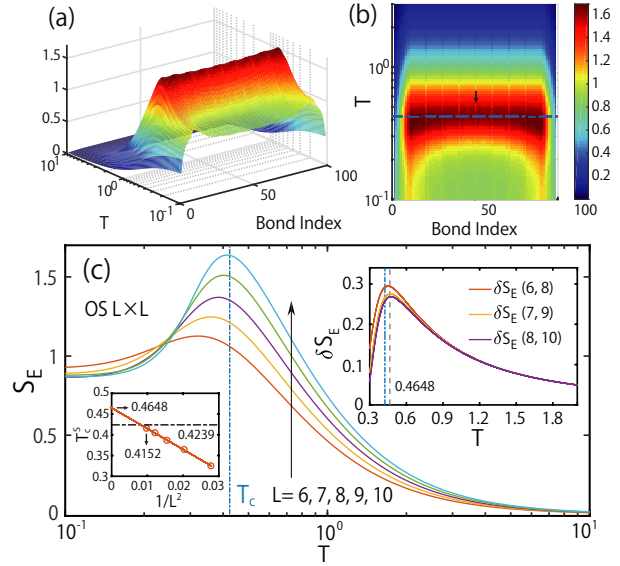 (a)
1.5
1
0.5
0
10¹
10⁰
10⁻¹
T
0
50
100
Bond Index
(b)
T
10⁰
10⁻¹
0
50
100
Bond Index
1.6
1.4
1.2
1
0.8
0.6
0.4
0.2
(c)
OS L×L
S_E
1.5
1
0.5
0
10⁻¹
10⁰
10¹
T
T_c
L= 6, 7, 8, 9, 10
T_c^S
0.5
0.45
0.4
0.35
0.3
0
0.01
0.02
0.03
1/L²
0.4648
0.4239
0.4152
δS_E
0.3
0.2
0.1
0
0.3
0.6
0.9
1.2
1.5
1.8
T
0.4648
δS_E (6, 8)
δS_E (7, 9)
δS_E (8, 10)